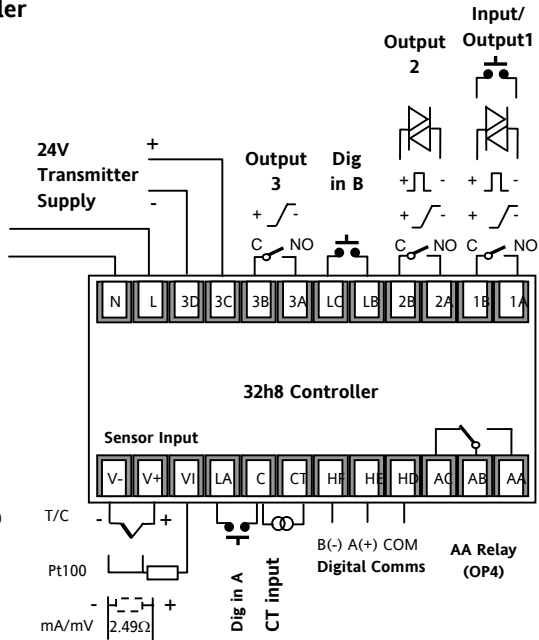 ler
Input/
Output1
Output
2
24V
Transmitter
Supply
+
-
Output
3
Dig
in B
+ -
+ -
+ -
+ -
+ -
C NO
C NO
C NO
N L 3D 3C 3B 3A LC LB 2B 2A 1B 1A
32h8 Controller
Sensor Input
V- V+ VI LA C CT HF HE HD AC AB AA
T/C - +
Pt100
- +
mA/mV 2.49Ω
Dig in A
CT input
B(-) A(+) COM
Digital Comms
AA Relay
(OP4)